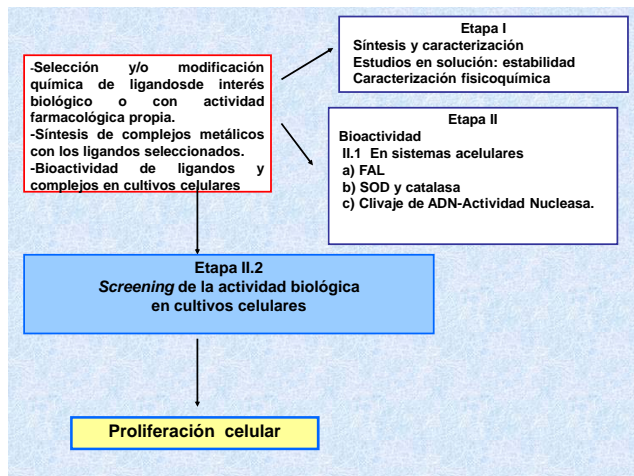 -Selección y/o modificación
química de ligandosde interés
biológico o con actividad
farmacológica propia.
-Síntesis de complejos metálicos
con los ligandos seleccionados.
-Bioactividad de ligandos y
complejos en cultivos celulares
Etapa I
Síntesis y caracterización
Estudios en solución: estabilidad
Caracterización fisicoquímica
Etapa II
Bioactividad
II.1 En sistemas acelulares
a) FAL
b) SOD y catalasa
c) Clivaje de ADN-Actividad Nucleasa.
Etapa II.2
Screening de la actividad biológica
en cultivos celulares
Proliferación celular